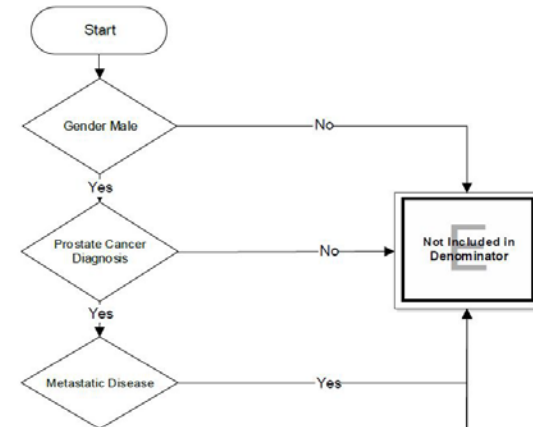 Start
Gender Male
No
Yes
Prostate Cancer
Diagnosis
No
E
Not Included in
Denominator
Yes
Metastatic Disease
Yes